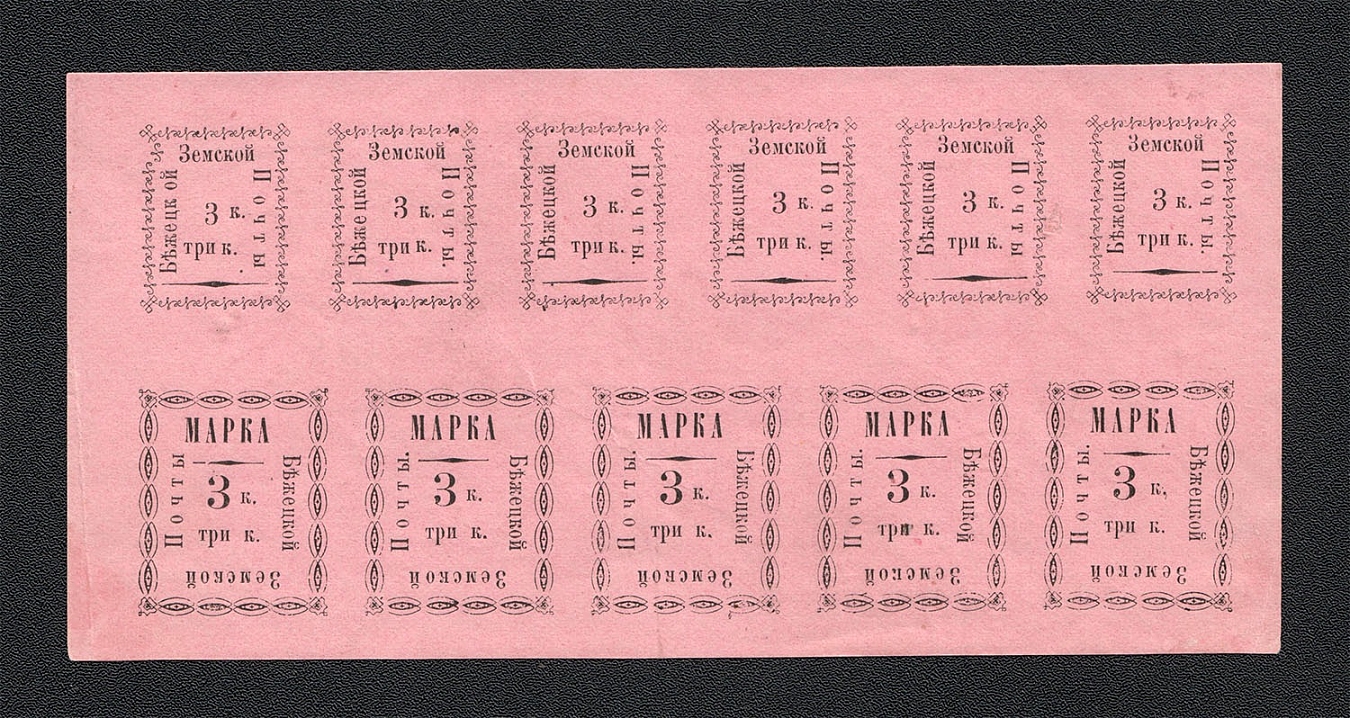 Бѣжецк ой
Земской
Почты
3 к.
три к.
Бѣжецкой
Земской
Почты.
3 к.
три к.
Бѣжецкой
Земской
Почты.
3 к.
три к.
Бѣжецкой
Земской
Почты.
3 к.
три к.
Бѣжецкой
Земской
Почты
3 к.
три к.
Бѣжецкой
Земской
Почты.
3 к.
три к.
МАРКА
Бѣжецкой
Земской
Почты
3 к.
три к.
МАРКА
Бѣжецкой
Земской
Почты.
3 к.
три к.
МАРКА
Бѣжецкой
Земской
Почты.
3 к.
три к.
МАРКА
Бѣжецкой
Земской
Почты.
3 к.
три к.
МАРКА
Бѣжецкой
Земской
Почты.
3 к.
три к.